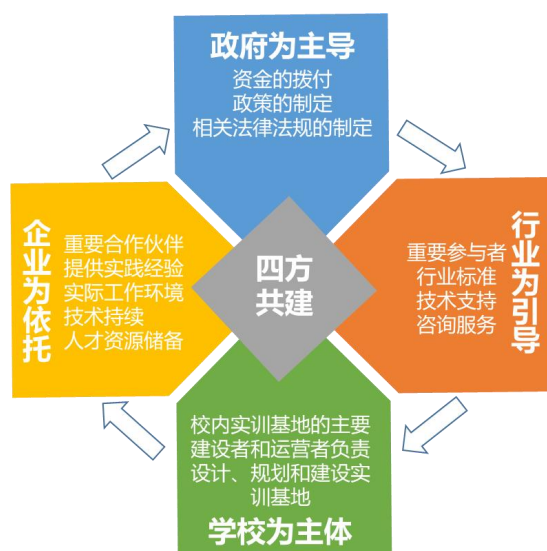 政府为主导
资金的拨付
政策的制定
相关法律法规的制定
企业为依托
重要合作伙伴
提供实践经验
实际工作环境
技术持续
人才资源储备
四方
共建
重要参与者
行业标准
技术支持
咨询服务
行业为引导
校内实训基地的主要
建设者和运营者负责
设计、规划和建设实
训基地
学校为主体